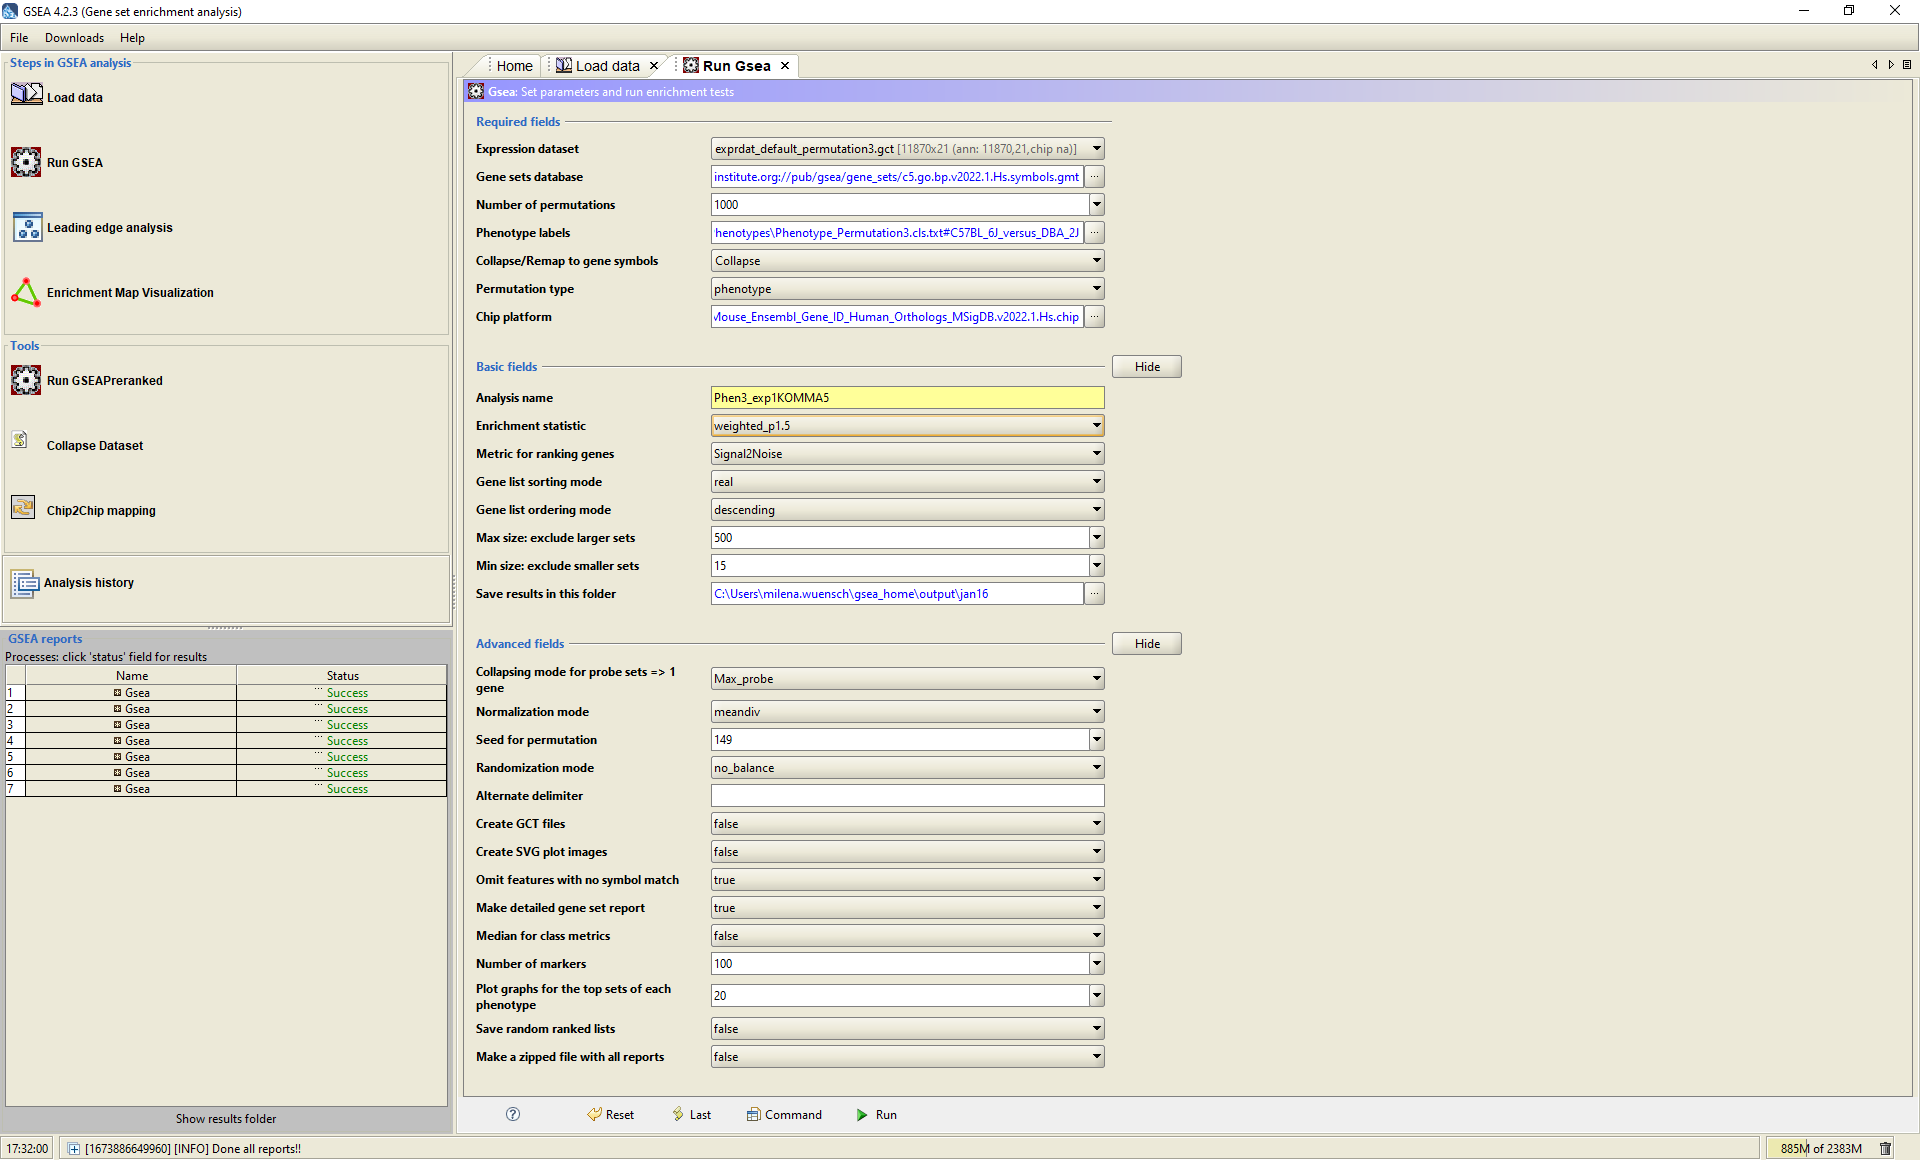 GSEA 4.2.3 (Gene set enrichment analysis)
File Downloads Help
Steps in GSEA analysis
Load data
Run GSEA
Leading edge analysis
Enrichment Map Visualization
Tools
Run GSEAPreranked
Collapse Dataset
Chip2Chip mapping
Analysis history
GSEA reports
Processes: click 'status' field for results
Name Status
1 Gsea ... Success
2 Gsea ... Success
3 Gsea ... Success
4 Gsea ... Success
5 Gsea ... Success
6 Gsea ... Success
7 Gsea ... Success
Show results folder
Home Load data Run Gsea
Gsea: Set parameters and run enrichment tests
Required fields
Expression dataset exprdat_default_permutation3.gct [11870x21 (ann: 11870,21,chip na)]
Gene sets database institute.org://pub/gsea/gene_sets/c5.go.bp.v2022.1.Hs.symbols.gmt ...
Number of permutations 1000
Phenotype labels henotypes\Phenotype_Permutation3.cls.txt#C57BL_6J_versus_DBA_2J ...
Collapse/Remap to gene symbols Collapse
Permutation type phenotype
Chip platform Mouse_Ensembl_Gene_ID_Human_Orthologs_MSigDB.v2022.1.Hs.chip ...
Basic fields Hide
Analysis name Phen3_exp1KOMMA5
Enrichment statistic weighted_p1.5
Metric for ranking genes Signal2Noise
Gene list sorting mode real
Gene list ordering mode descending
Max size: exclude larger sets 500
Min size: exclude smaller sets 15
Save results in this folder C:\Users\milena.wuensch\gsea_home\output\jan16 ...
Advanced fields Hide
Collapsing mode for probe sets => 1
gene Max_probe
Normalization mode meandiv
Seed for permutation 149
Randomization mode no_balance
Alternate delimiter
Create GCT files false
Create SVG plot images false
Omit features with no symbol match true
Make detailed gene set report true
Median for class metrics false
Number of markers 100
Plot graphs for the top sets of each
phenotype 20
Save random ranked lists false
Make a zipped file with all reports false
? Reset Last Command Run
17:32:00 [1673886649960] [INFO] Done all reports!! 885M of 2383M